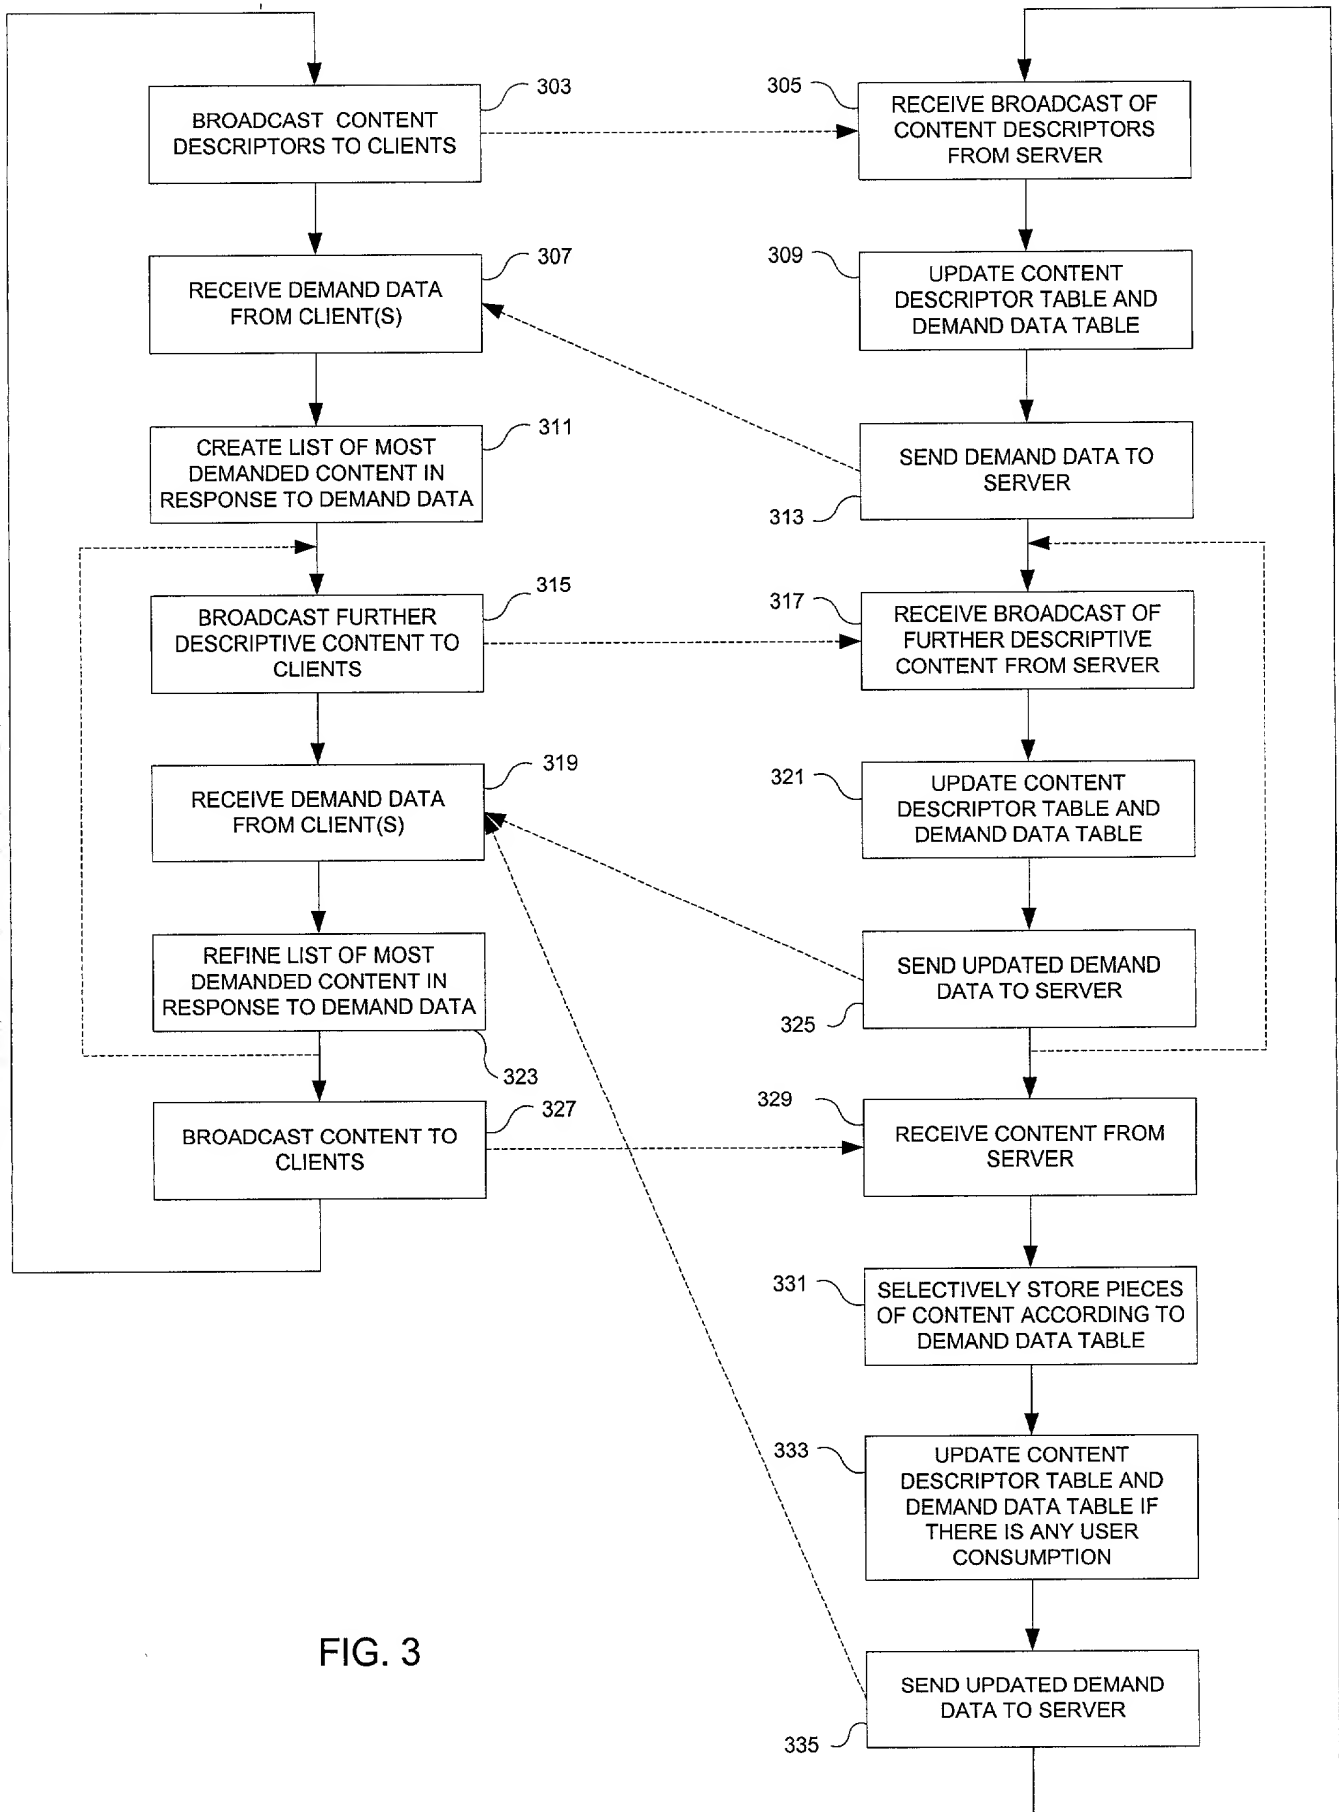 303
BROADCAST CONTENT
DESCRIPTORS TO CLIENTS
305
RECEIVE BROADCAST OF
CONTENT DESCRIPTORS
FROM SERVER
307
RECEIVE DEMAND DATA
FROM CLIENT(S)
309
UPDATE CONTENT
DESCRIPTOR TABLE AND
DEMAND DATA TABLE
311
CREATE LIST OF MOST
DEMANDED CONTENT IN
RESPONSE TO DEMAND DATA
SEND DEMAND DATA TO
SERVER
313
315
BROADCAST FURTHER
DESCRIPTIVE CONTENT TO
CLIENTS
317
RECEIVE BROADCAST OF
FURTHER DESCRIPTIVE
CONTENT FROM SERVER
319
RECEIVE DEMAND DATA
FROM CLIENT(S)
321
UPDATE CONTENT
DESCRIPTOR TABLE AND
DEMAND DATA TABLE
REFINE LIST OF MOST
DEMANDED CONTENT IN
RESPONSE TO DEMAND DATA
323
SEND UPDATED DEMAND
DATA TO SERVER
325
327
BROADCAST CONTENT TO
CLIENTS
329
RECEIVE CONTENT FROM
SERVER
331
SELECTIVELY STORE PIECES
OF CONTENT ACCORDING TO
DEMAND DATA TABLE
333
UPDATE CONTENT
DESCRIPTOR TABLE AND
DEMAND DATA TABLE IF
THERE IS ANY USER
CONSUMPTION
SEND UPDATED DEMAND
DATA TO SERVER
335
FIG. 3